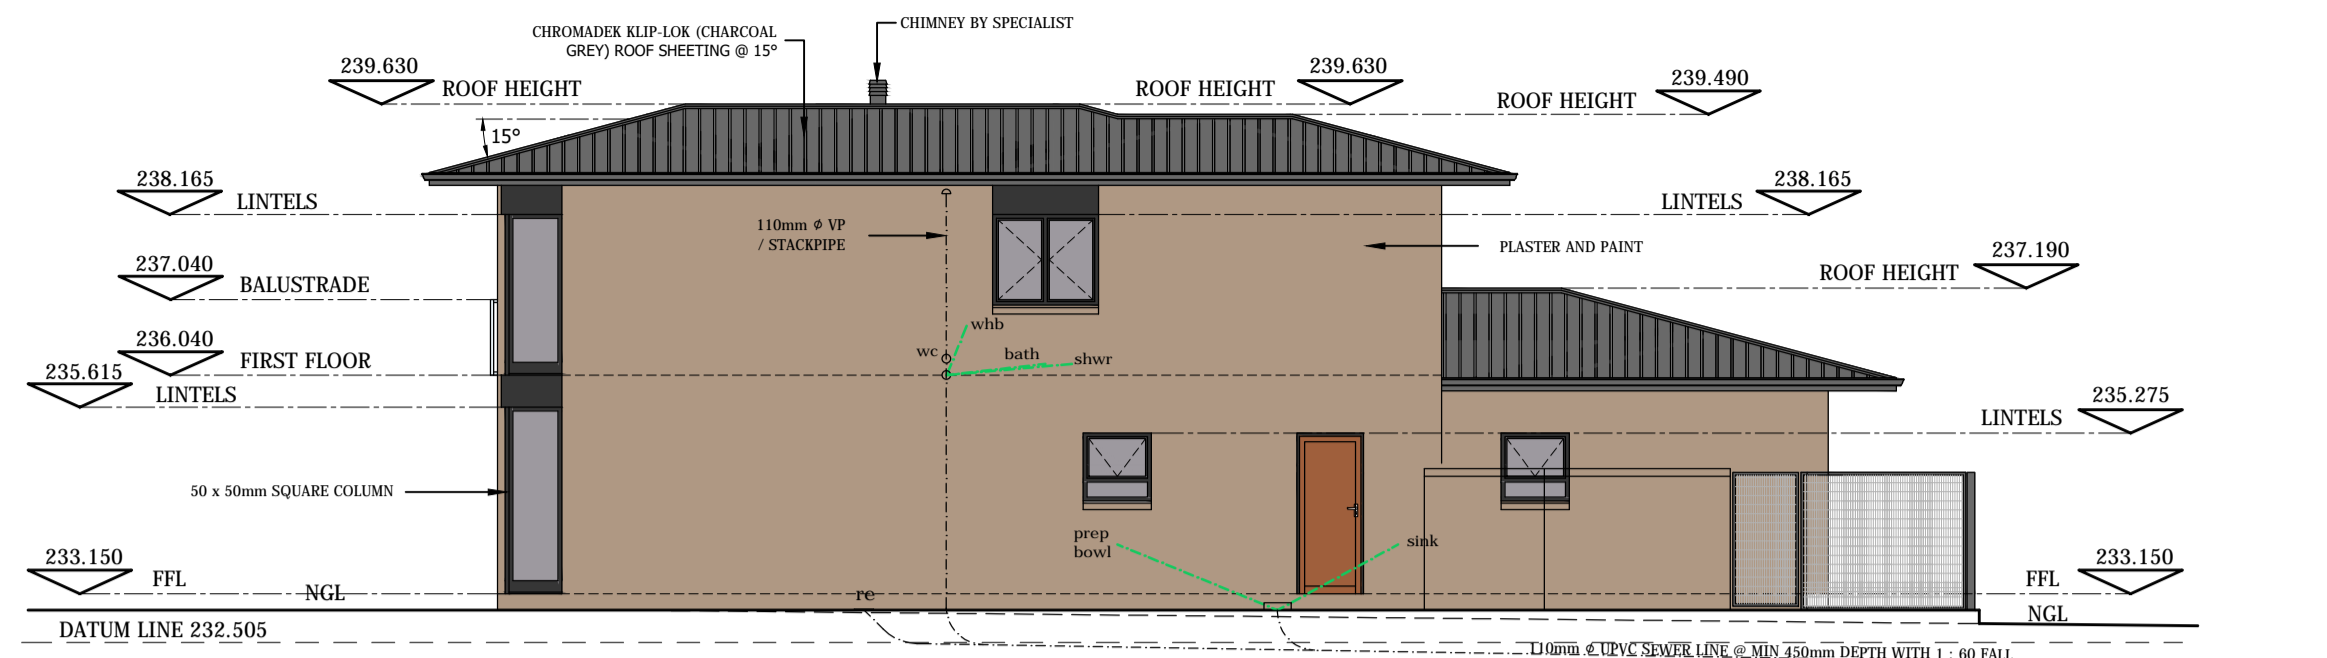 CHIMNEY BY SPECIALIST
CHROMADEK KLIP-LOK (CHARCOAL
GREY) ROOF SHEETING @ 15°
239.630
ROOF HEIGHT
ROOF HEIGHT
239.630
239.490
ROOF HEIGHT
15°
238.165
LINTELS
238.165
LINTELS
110mm ⌀ VP
/ STACKPIPE
PLASTER AND PAINT
237.040
BALUSTRADE
237.190
ROOF HEIGHT
236.040
FIRST FLOOR
whb
wc
bath
shwr
235.615
LINTELS
235.275
LINTELS
50 x 50mm SQUARE COLUMN
prep
bowl
sink
233.150
FFL
NGL
re
233.150
FFL
NGL
DATUM LINE 232.505
110mm ⌀ UPVC SEWER LINE @ MIN 450mm DEPTH WITH 1 : 60 FALL